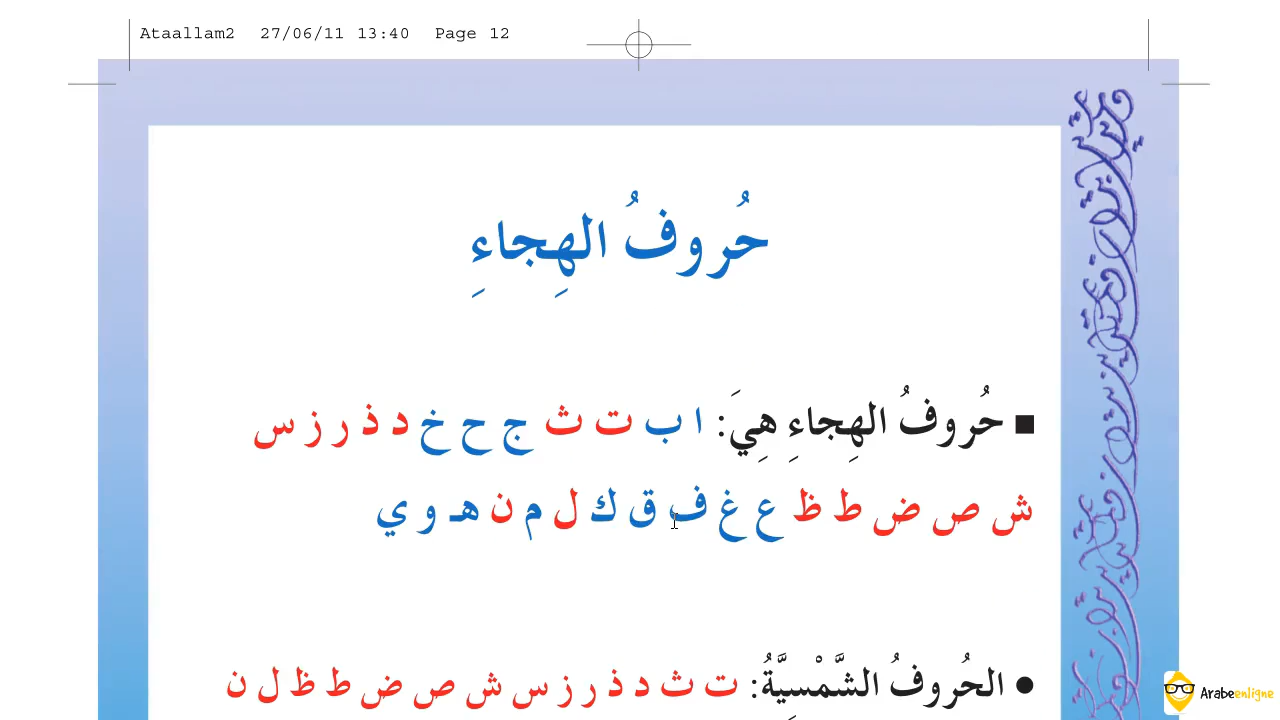 Ataallam2 27/06/11 13:40 Page 12
حُروفُ الهِجاءِ
■ حُروفُ الهِجاءِ هِيَ: ا ب ت ث ج ح خ د ذ ر ز س
ش ص ض ط ظ ع غ ف ق ك ل م ن هـ و ي
● الحُروفُ الشَّمْسِيَّةُ: ت ث د ذ ر ز س ش ص ض ط ظ ل ن
Arabeenligne